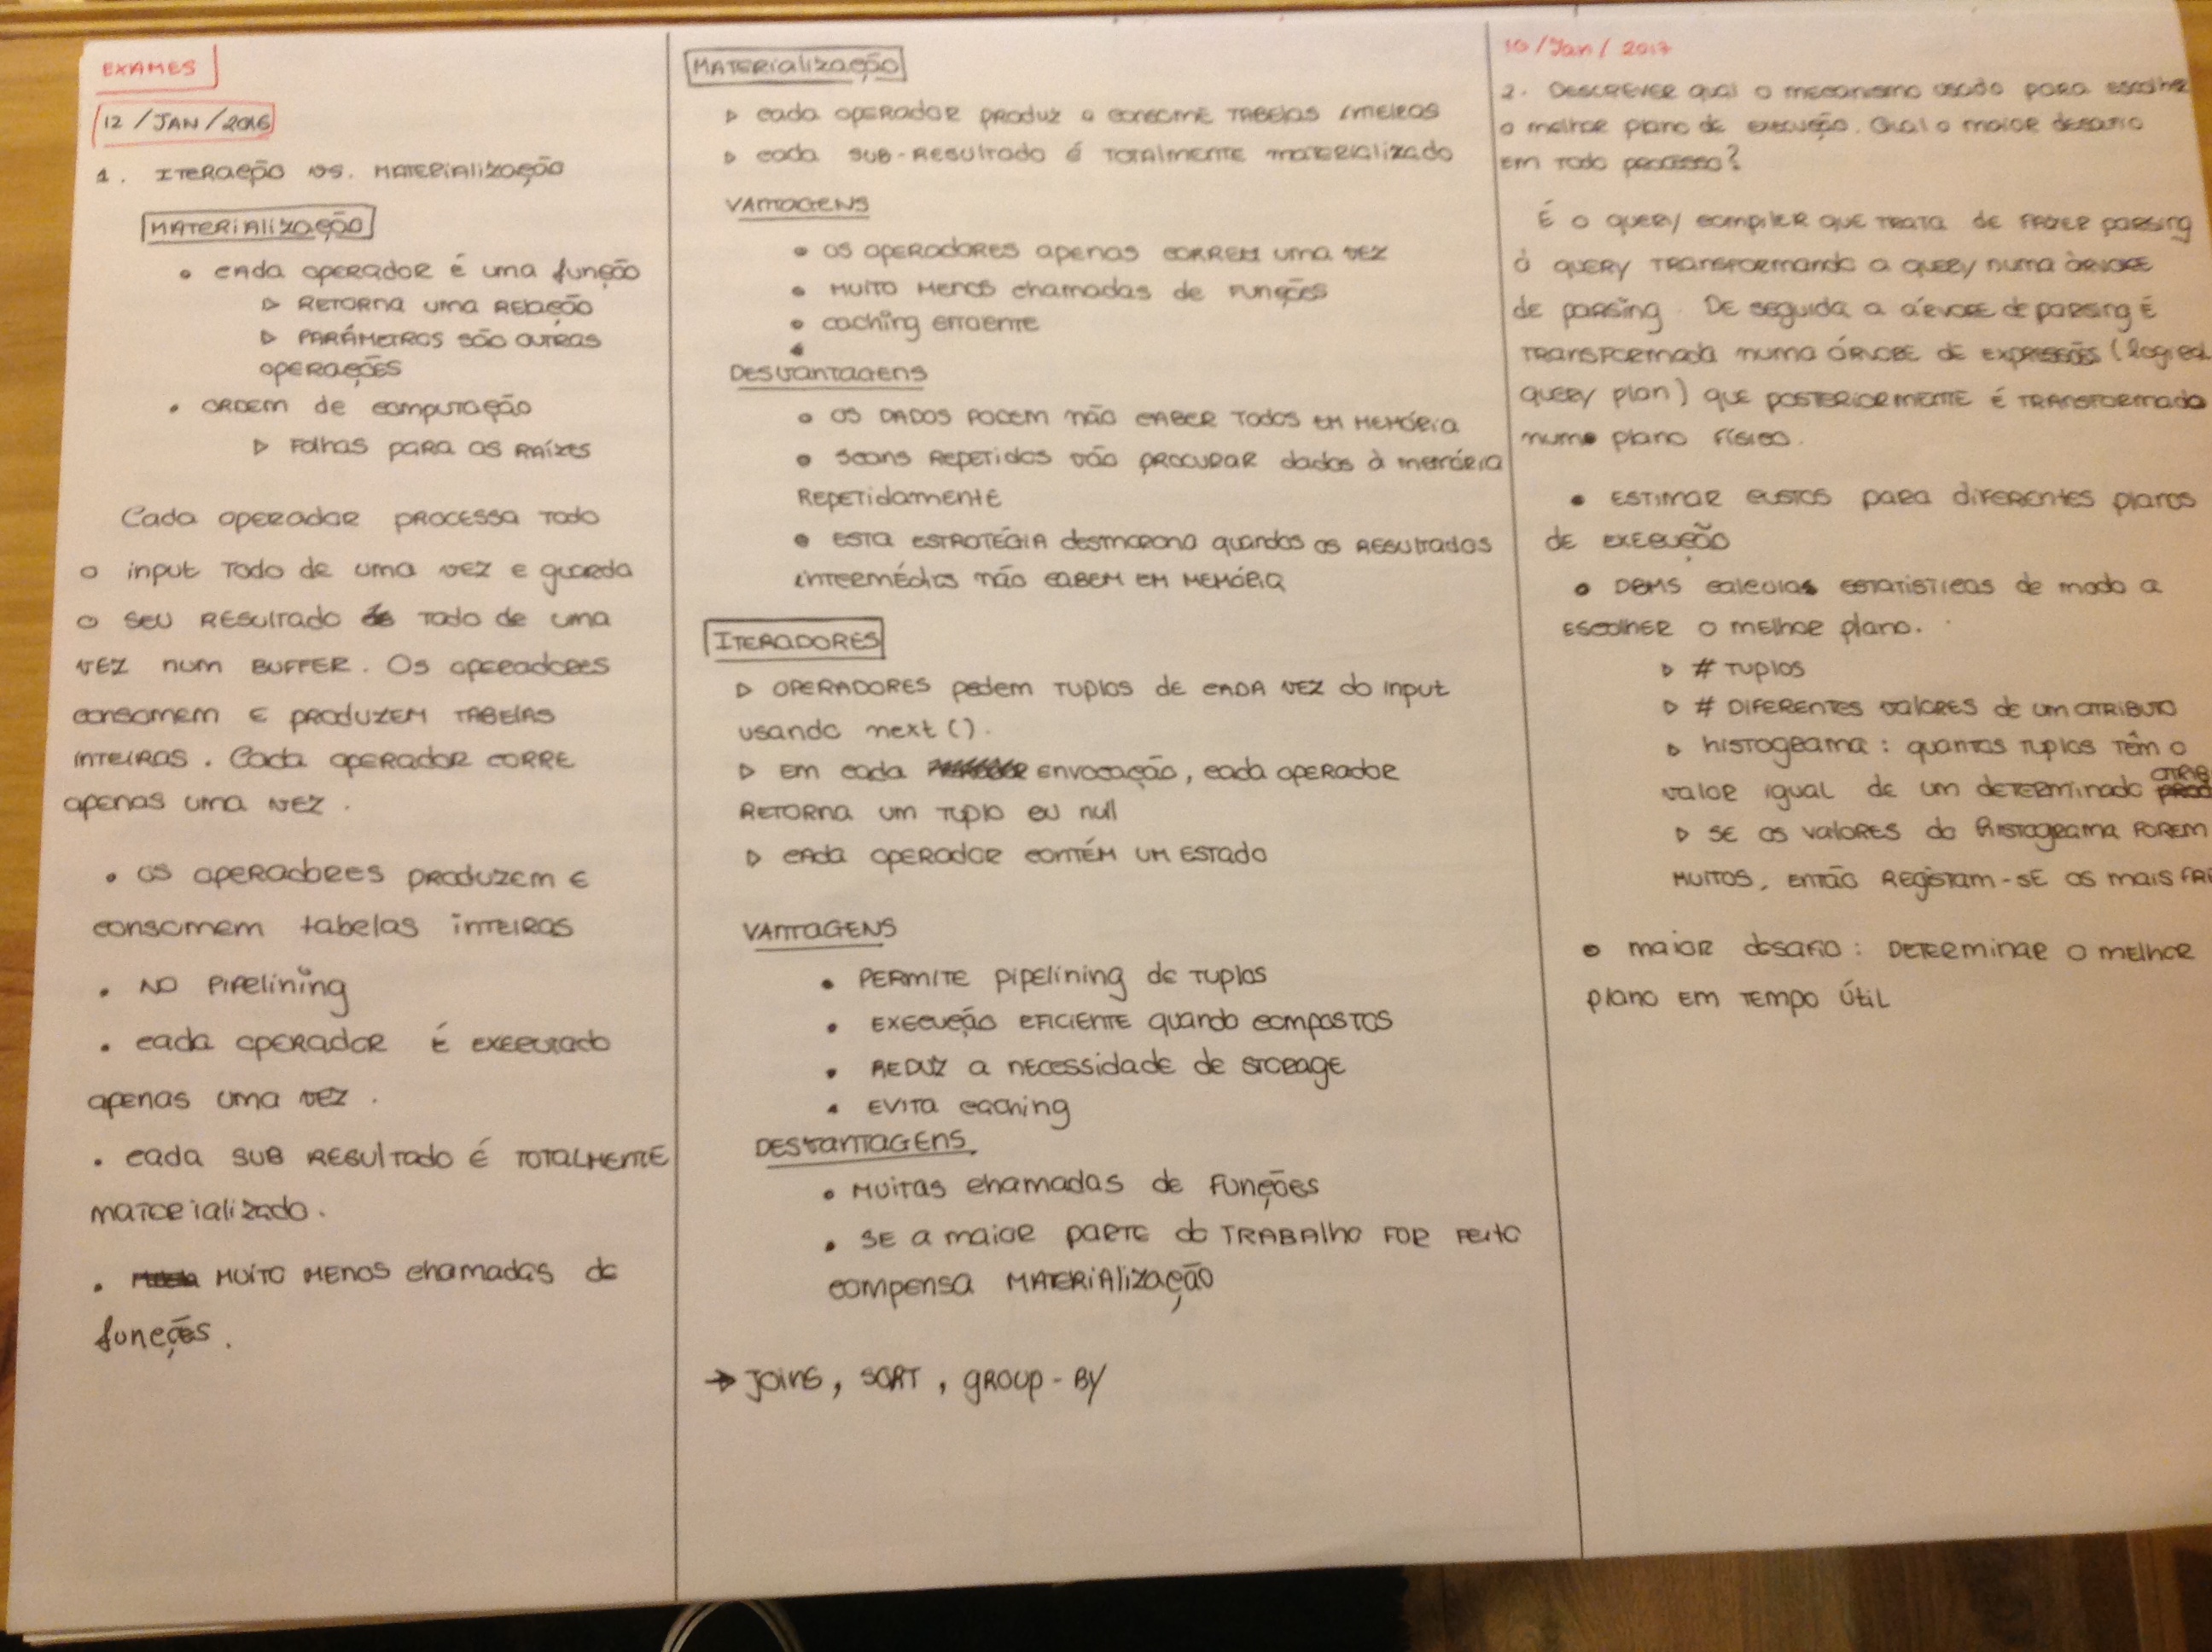 EXAMES
12 / JAN / 2016
1. ITERAÇÃO VS. MATERIALIZAÇÃO
MATERIALIZAÇÃO
• CADA OPERADOR É UMA função
▷ RETORNA UMA RELAÇÃO
▷ PARÂMETROS SÃO OUTRAS
OPERAÇÕES
• ORDEM de computação
▷ Folhas para as RAÍZES
Cada operador PROCESSA TODO
o input TODO de uma vez e guarda
o seu RESULTADO TODO de uma
vez num BUFFER. Os operadores
consomem E PRODUZEM TABELAS
INTEIRAS. Cada operador CORRE
apenas uma vez.
• OS operadores PRODUZEM E
consomem tabelas inteiras
• NO PIPELINING
• cada OPERADOR É EXECUTADO
apenas uma VEZ.
• cada SUB RESULTADO É TOTALMENTE
materializado.
• MUITO MENOS chamadas de
funções.
MATERIALIZAÇÃO
▷ cada OPERADOR PRODUZ e consome TABELAS INTEIRAS
▷ cada SUB-RESULTADO é TOTALMENTE materializado
VANTAGENS
• OS OPERADORES apenas CORREM UMA VEZ
• MUITO MENOS chamadas de FUNÇÕES
• caching
•
DESVANTAGENS
• OS DADOS PODEM NÃO CABER TODOS EM MEMÓRIA
• SCANS REPETIDOS VÃO PROCURAR dados à memória
REPETIDAMENTE
• ESTA ESTRATÉGIA desmorona quandos os RESULTADOS
INTERMÉDIOS NÃO CABEM EM MEMÓRIA
ITERADORES
▷ OPERADORES pedem TUPLOS DE CADA VEZ do input
usando next().
▷ EM cada ENVOCAÇÃO, cada OPERADOR
RETORNA UM TUPLO OU null
▷ CADA OPERADOR CONTÉM UM ESTADO
VANTAGENS
• PERMITE pipelining de TUPLOS
• EXECUÇÃO EFICIENTE quando compostos
• REDUZ a necessidade de STORAGE
• EVITA caching
DESVANTAGENS.
• MUITAS chamadas de FUNÇÕES
• SE a maior PARTE do TRABALHO FOR FEITO
compensa MATERIALIZAÇÃO
→ JOINS, SORT, GROUP-BY
10/Jan/2017
2. DESCREVER qual o mecanismo usado para escolher
o melhor plano de execução. Qual o maior desafio
EM TODO PROCESSO?
É o query compiler que TRATA de FAZER parsing
à query TRANSFORMANDO a query numa ÁRVORE
de parsing. De seguida a árvore de parsing É
TRANSFORMADA NUMA ÁRVORE DE EXPRESSÕES (logical
query plan) que POSTERIORMENTE é TRANSFORMADA
num plano Físico.
• ESTIMAR CUSTOS para diferentes planos
de EXECUÇÃO
• DBMS calcula ESTATÍSTICAS de modo a
ESCOLHER O MELHOR plano.
▷ # TUPLOS
▷ # DIFERENTES VALORES de um atributo
▷ histograma: quantos tuplos têm o
valor igual de um determinado
▷ SE OS VALORES do histograma FOREM
MUITOS, ENTÃO REGISTAM-SE OS mais
• MAIOR desafio: DETERMINAR O MELHOR
plano EM TEMPO ÚTIL